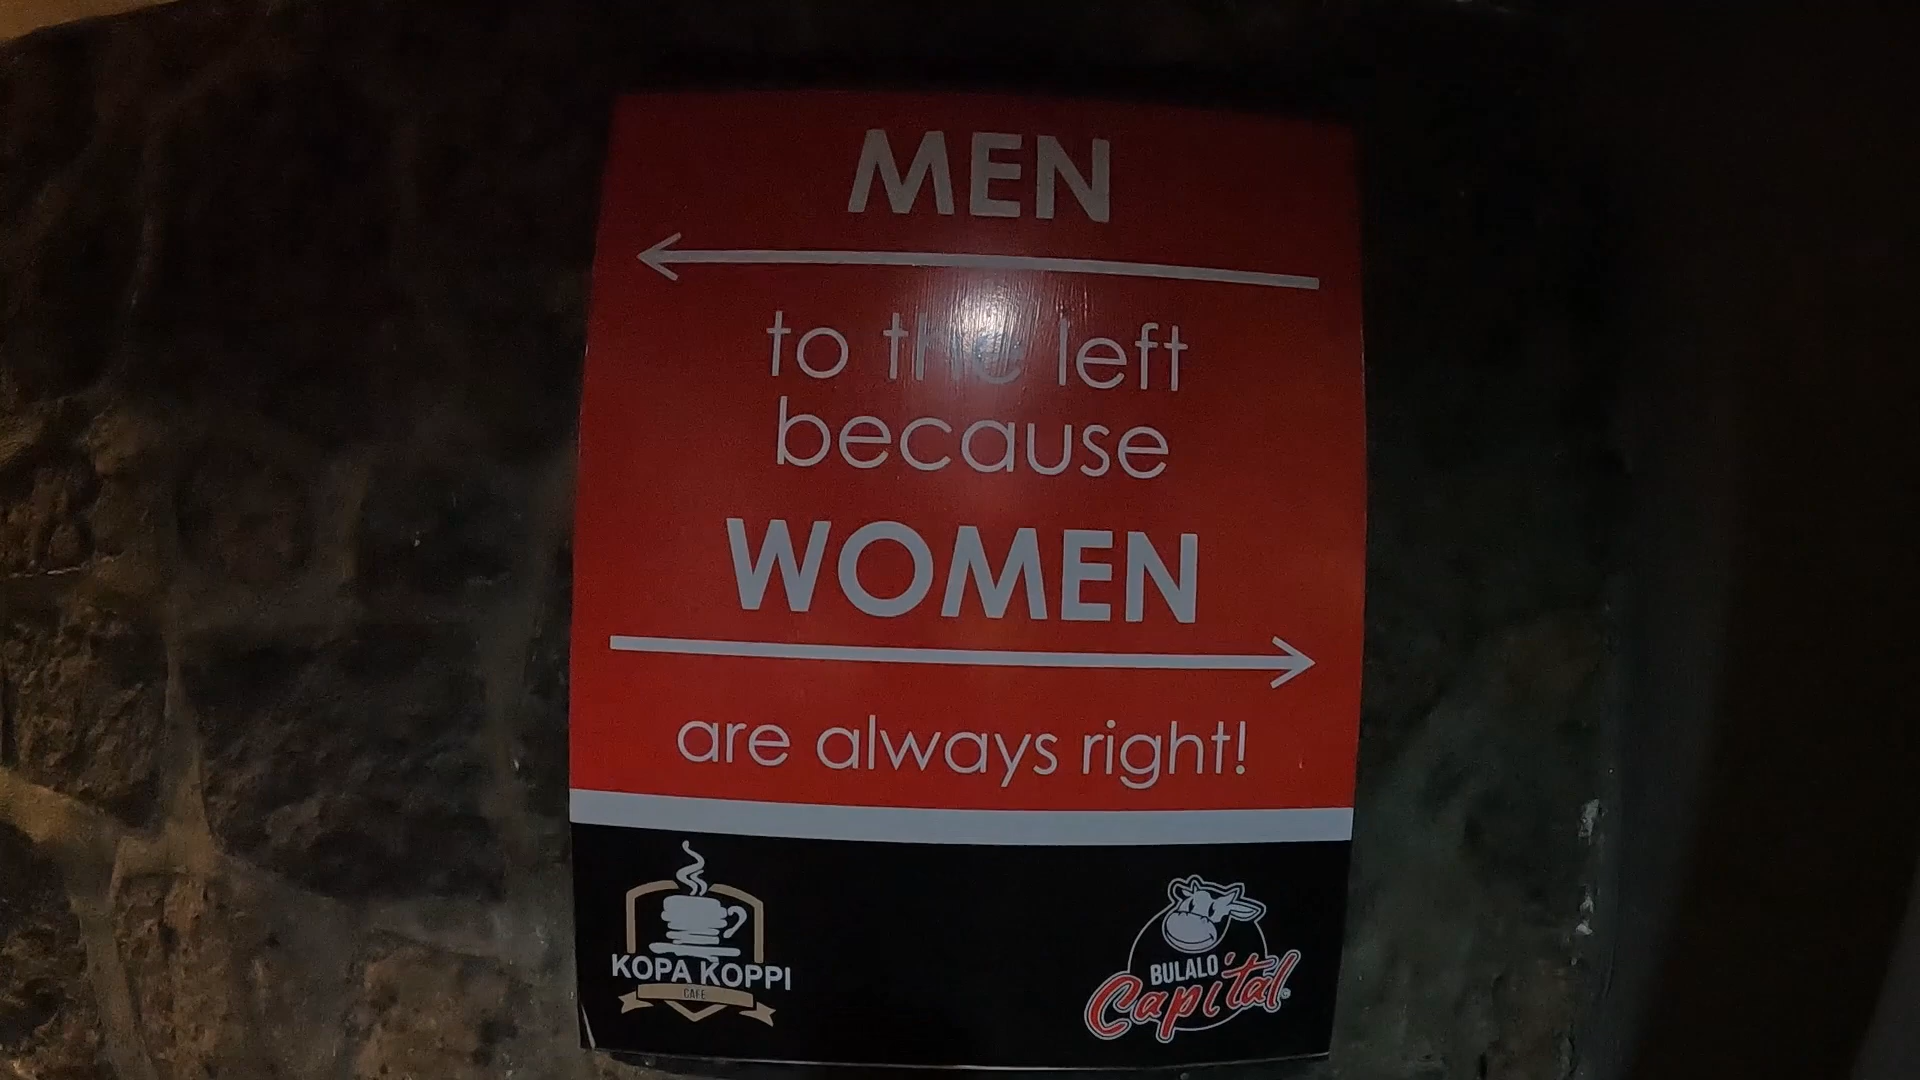 MEN
to the left
because
WOMEN
are always right!
KOPA KOPPI
CAFE
BULALO
Capital